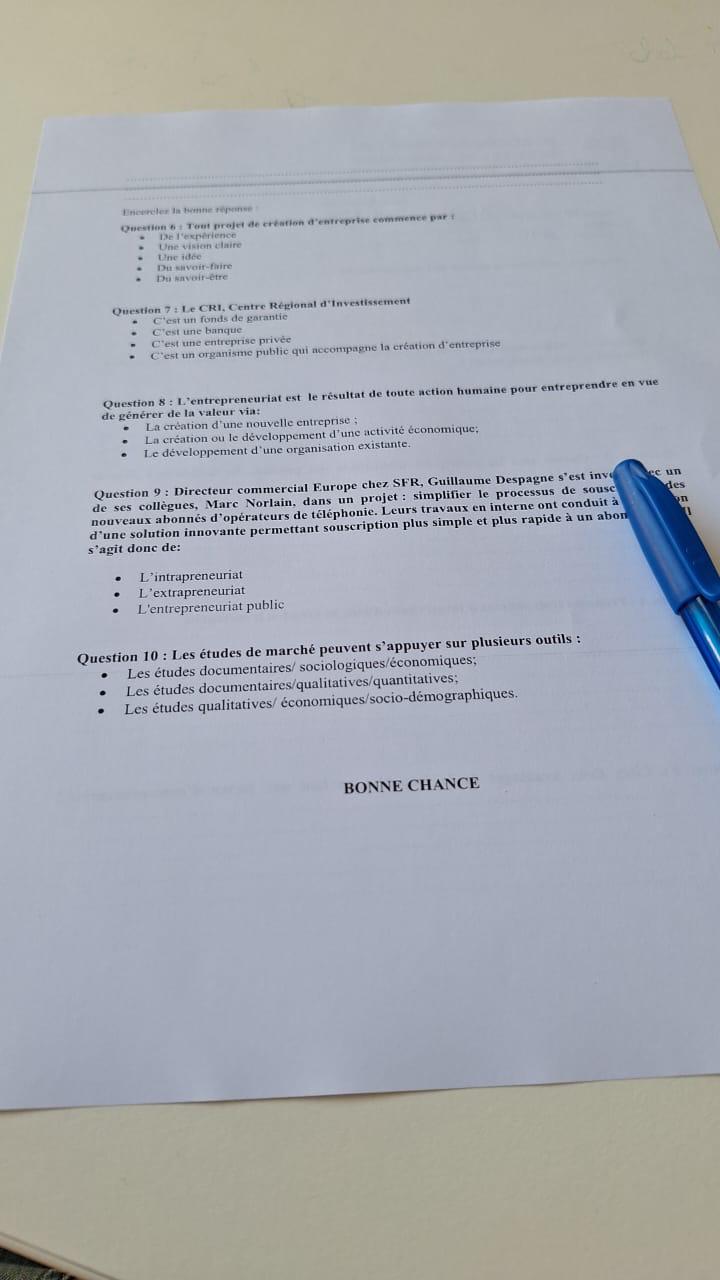 Encerclez la bonne réponse :
Question 6 : Tout projet de création d'entreprise commence par :
• De l'expérience
• Une vision claire
• Une idée
• Du savoir-faire
• Du savoir-être
Question 7 : Le CRI, Centre Régional d'Investissement
• C'est un fonds de garantie
• C'est une banque
• C'est une entreprise privée
• C'est un organisme public qui accompagne la création d'entreprise
Question 8 : L'entrepreneuriat est le résultat de toute action humaine pour entreprendre en vue
de générer de la valeur via:
• La création d'une nouvelle entreprise ;
• La création ou le développement d'une activité économique;
• Le développement d'une organisation existante.
Question 9 : Directeur commercial Europe chez SFR, Guillaume Despagne s'est un
de ses collègues, Marc Norlain, dans un projet : simplifier le processus de des
nouveaux abonnés d'opérateurs de téléphonie. Leurs travaux en interne ont conduit à
d'une solution innovante permettant souscription plus simple et plus rapide à un
s'agit donc de:
• L'intrapreneuriat
• L'extrapreneuriat
• L'entrepreneuriat public
Question 10 : Les études de marché peuvent s'appuyer sur plusieurs outils :
• Les études documentaires/ sociologiques/économiques;
• Les études documentaires/qualitatives/quantitatives;
• Les études qualitatives/ économiques/socio-démographiques.
BONNE CHANCE